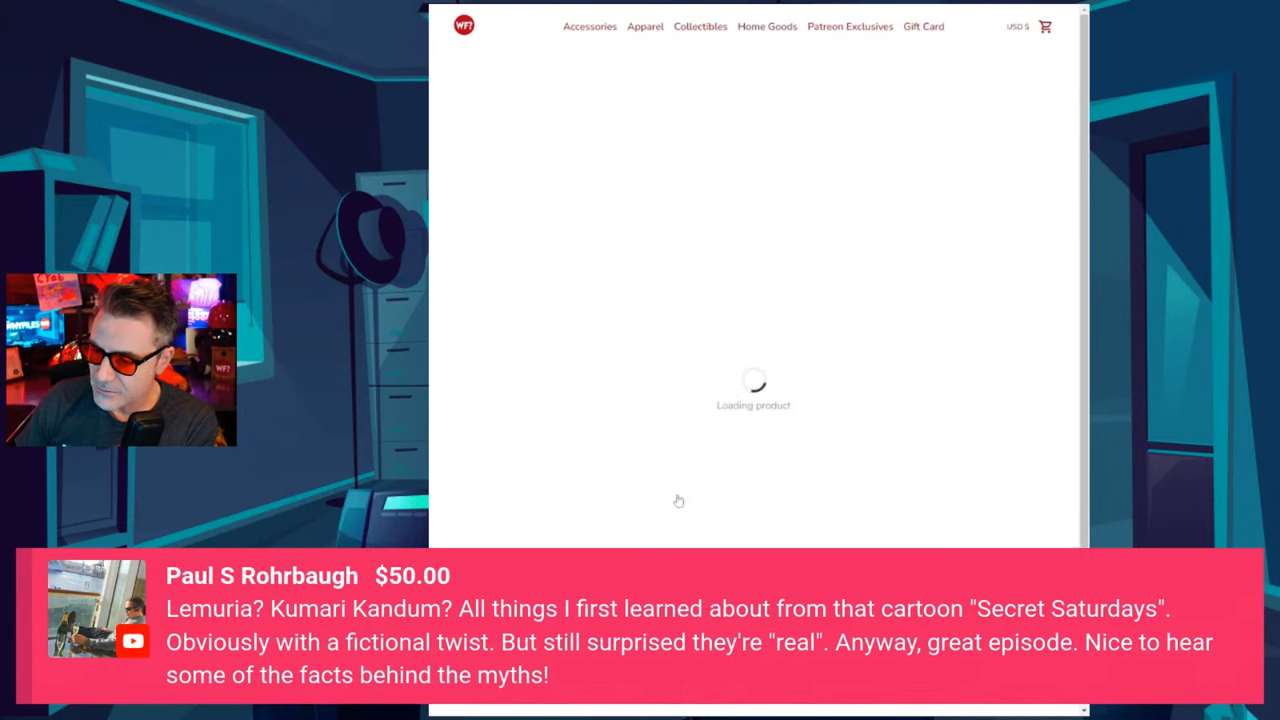 WF?
Accessories Apparel Collectibles Home Goods Patreon Exclusives Gift Card
USD $
Loading product
WF?
Paul S Rohrbaugh $50.00
Lemuria? Kumari Kandum? All things I first learned about from that cartoon "Secret Saturdays".
Obviously with a fictional twist. But still surprised they're "real". Anyway, great episode. Nice to hear
some of the facts behind the myths!